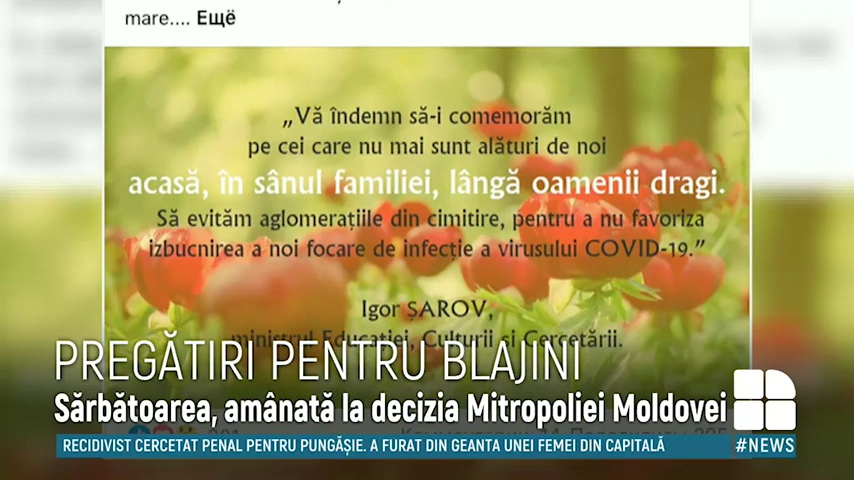 mare.... Ещё
„Vă îndemn să-i comemorăm
pe cei care nu mai sunt alături de noi
acasă, în sânul familiei, lângă oamenii dragi.
Să evităm aglomerațiile din cimitire, pentru a nu favoriza
izbucnirea a noi focare de infecție a virusului COVID-19.”
Igor ȘAROV,
ministrul Educației, Culturii și Cercetării.
PREGĂTIRI PENTRU BLAJINI
Sărbătoarea, amânată la decizia Mitropoliei Moldovei
RECIDIVIST CERCETAT PENAL PENTRU PUNGĂȘIE. A FURAT DIN GEANTA UNEI FEMEI DIN CAPITALĂ
#NEWS